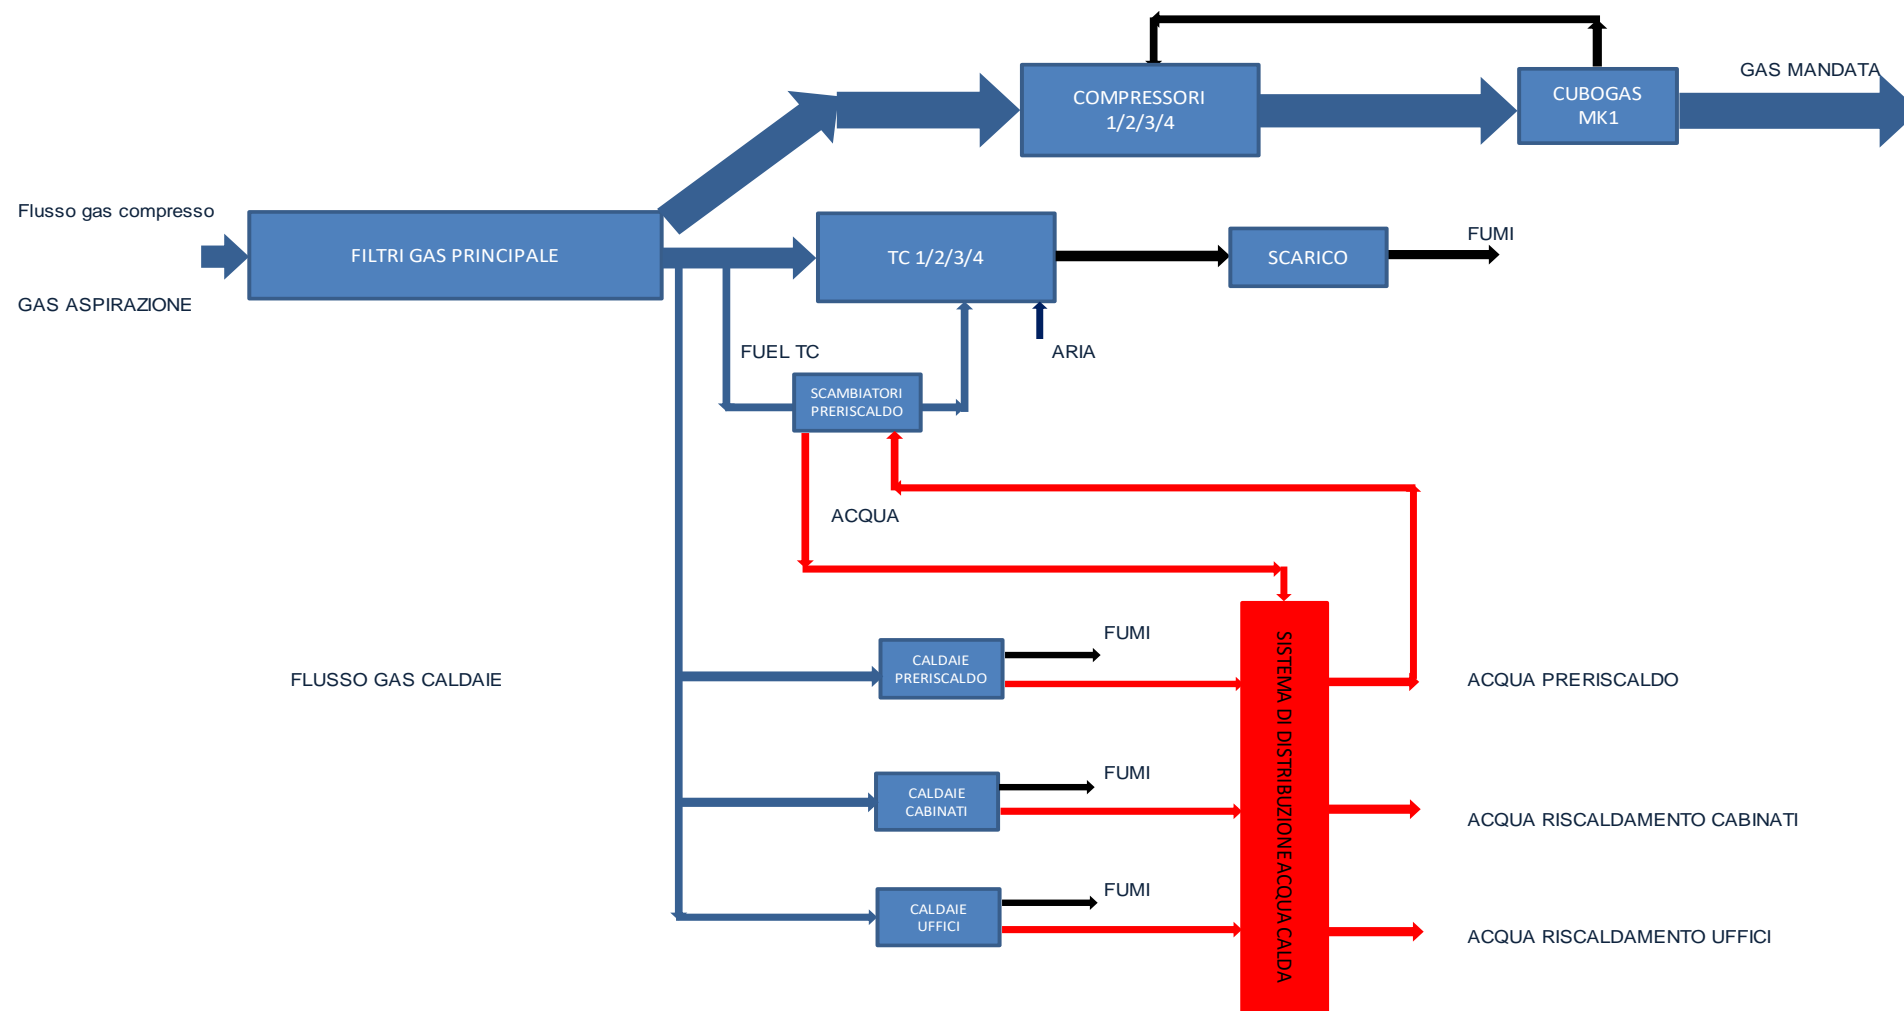 GAS MANDATA
COMPRESSORI
1/2/3/4
CUBOGAS
MK1
Flusso gas compresso
FILTRI GAS PRINCIPALE
TC 1/2/3/4
SCARICO
FUMI
GAS ASPIRAZIONE
FUEL TC
ARIA
SCAMBIATORI
PRERISCALDO
ACQUA
FUMI
CALDAIE
PRERISCALDO
FLUSSO GAS CALDAIE
SISTEMA DI DISTRIBUZIONE ACQUA CALDA
ACQUA PRERISCALDO
FUMI
CALDAIE
CABINATI
ACQUA RISCALDAMENTO CABINATI
FUMI
CALDAIE
UFFICI
ACQUA RISCALDAMENTO UFFICI